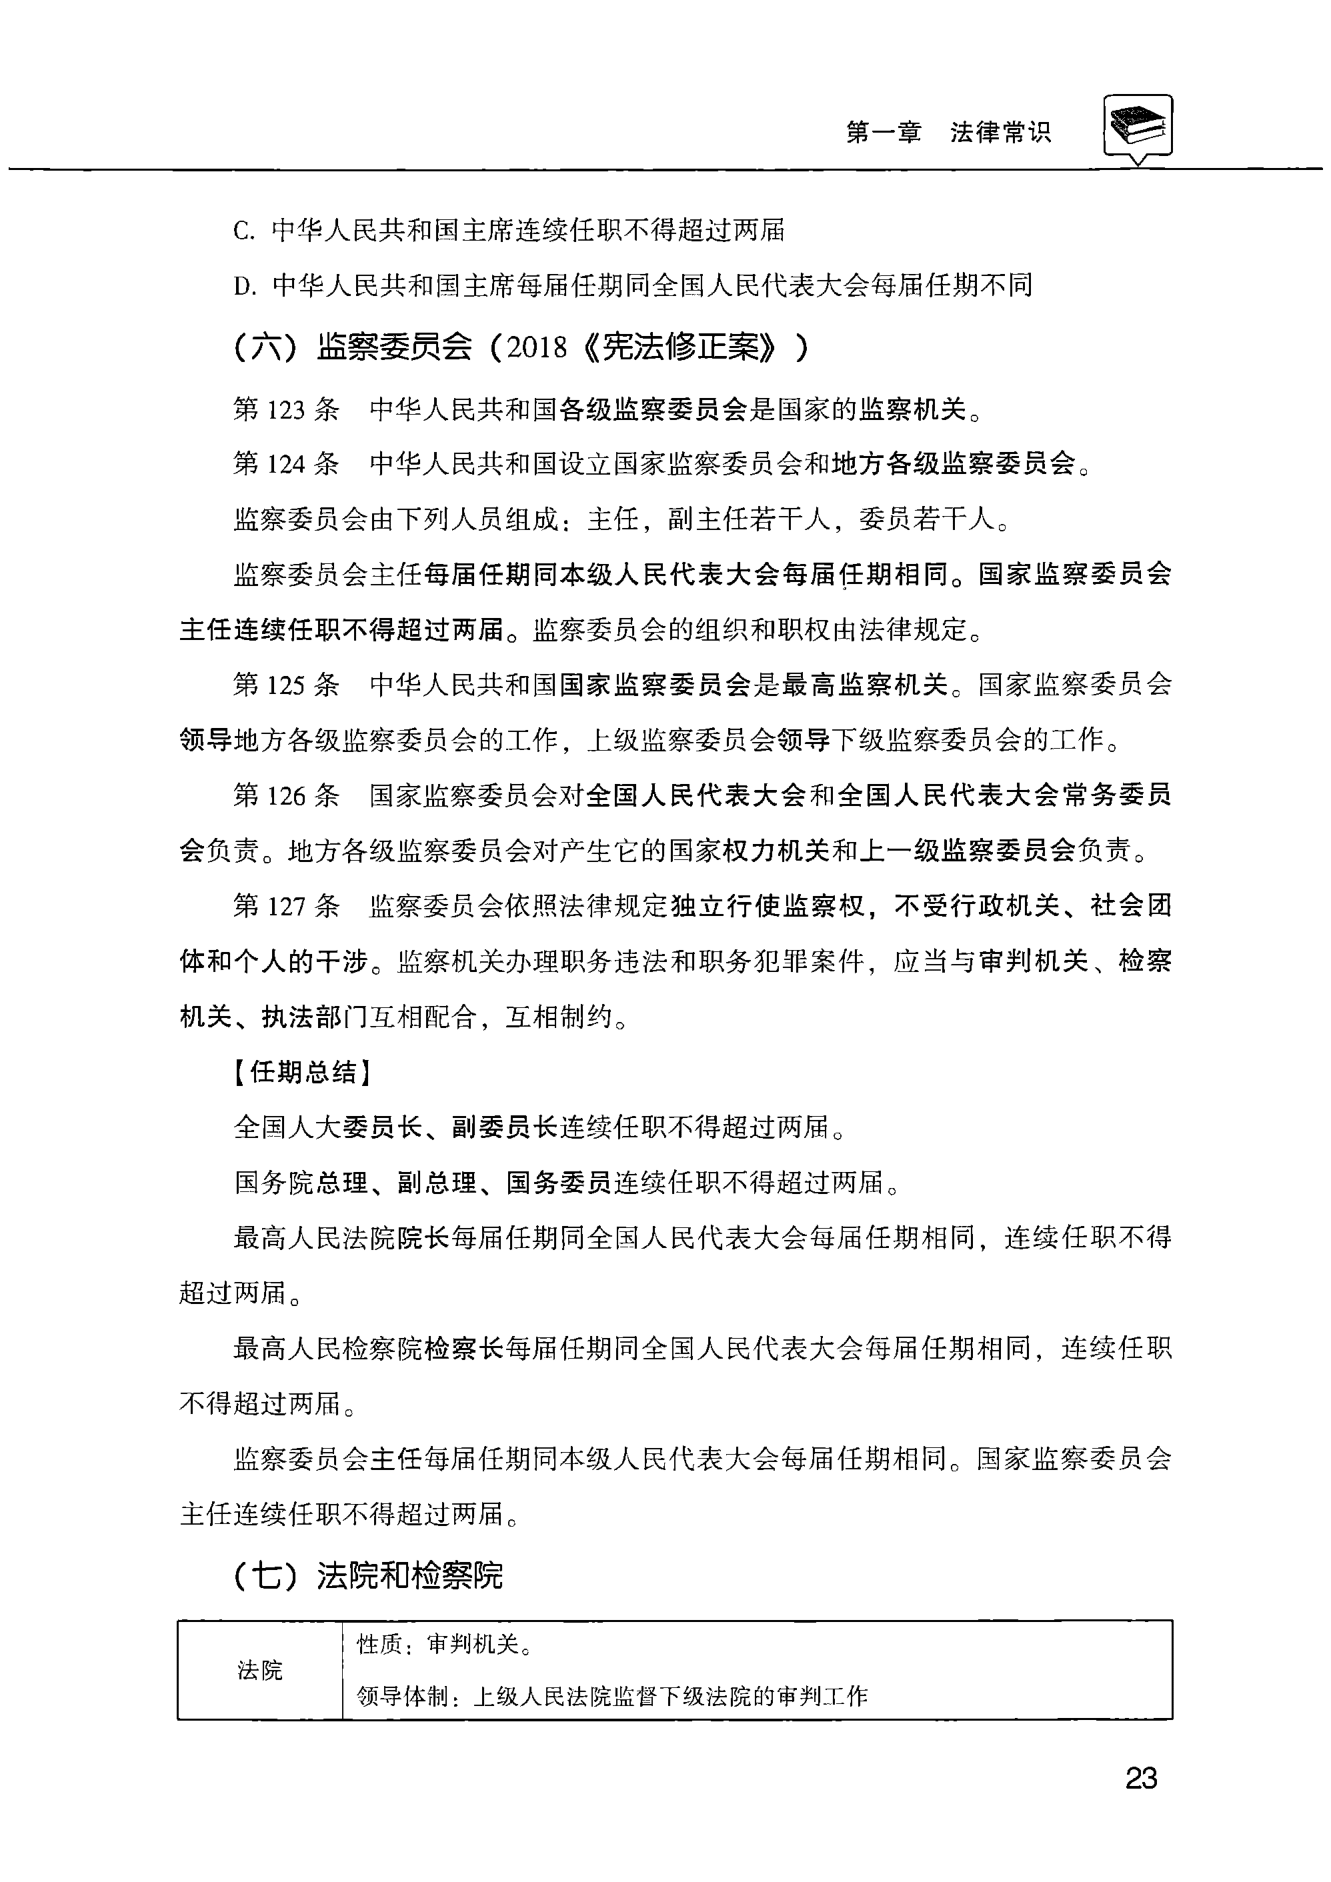 第一章 法律常识
C. 中华人民共和国主席连续任职不得超过两届
D. 中华人民共和国主席每届任期同全国人民代表大会每届任期不同
（六）监察委员会（2018《宪法修正案》）
第 123 条 中华人民共和国各级监察委员会是国家的监察机关。
第 124 条 中华人民共和国设立国家监察委员会和地方各级监察委员会。
监察委员会由下列人员组成：主任，副主任若干人，委员若干人。
监察委员会主任每届任期同本级人民代表大会每届任期相同。国家监察委员会
主任连续任职不得超过两届。监察委员会的组织和职权由法律规定。
第 125 条 中华人民共和国国家监察委员会是最高监察机关。国家监察委员会
领导地方各级监察委员会的工作，上级监察委员会领导下级监察委员会的工作。
第 126 条 国家监察委员会对全国人民代表大会和全国人民代表大会常务委员
会负责。地方各级监察委员会对产生它的国家权力机关和上一级监察委员会负责。
第 127 条 监察委员会依照法律规定独立行使监察权，不受行政机关、社会团
体和个人的干涉。监察机关办理职务违法和职务犯罪案件，应当与审判机关、检察
机关、执法部门互相配合，互相制约。
【任期总结】
全国人大委员长、副委员长连续任职不得超过两届。
国务院总理、副总理、国务委员连续任职不得超过两届。
最高人民法院院长每届任期同全国人民代表大会每届任期相同，连续任职不得
超过两届。
最高人民检察院检察长每届任期同全国人民代表大会每届任期相同，连续任职
不得超过两届。
监察委员会主任每届任期同本级人民代表大会每届任期相同。国家监察委员会
主任连续任职不得超过两届。
（七）法院和检察院
法院
性质：审判机关。
领导体制：上级人民法院监督下级法院的审判工作
23